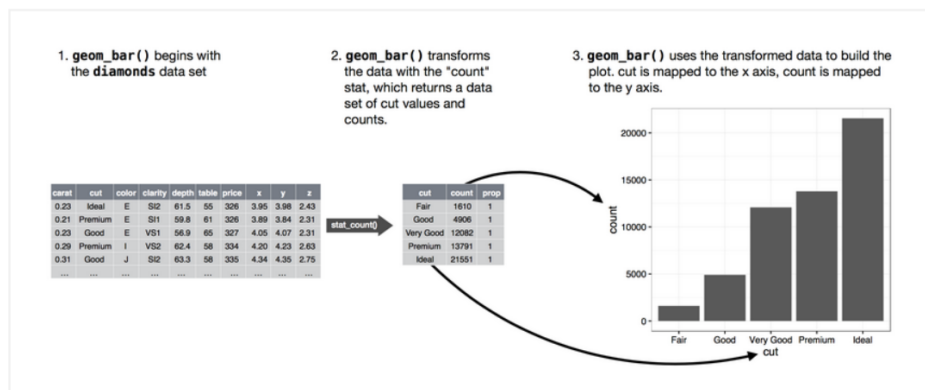 1. geom_bar() begins with
the diamonds data set
2. geom_bar() transforms
the data with the "count"
stat, which returns a data
set of cut values and
counts.
3. geom_bar() uses the transformed data to build the
plot. cut is mapped to the x axis, count is mapped
to the y axis.
carat cut color clarity depth table price x y z
0.23 Ideal E SI2 61.5 55 326 3.95 3.98 2.43
0.21 Premium E SI1 59.8 61 326 3.89 3.84 2.31
0.23 Good E VS1 56.9 65 327 4.05 4.07 2.31
0.29 Premium I VS2 62.4 58 334 4.20 4.23 2.63
0.31 Good J SI2 63.3 58 335 4.34 4.35 2.75
... ... ... ... ... ... ... ... ... ...
stat_count()
cut count prop
Fair 1610 1
Good 4906 1
Very Good 12082 1
Premium 13791 1
Ideal 21551 1
20000
15000
10000
5000
0
count
Fair Good Very Good Premium Ideal
cut